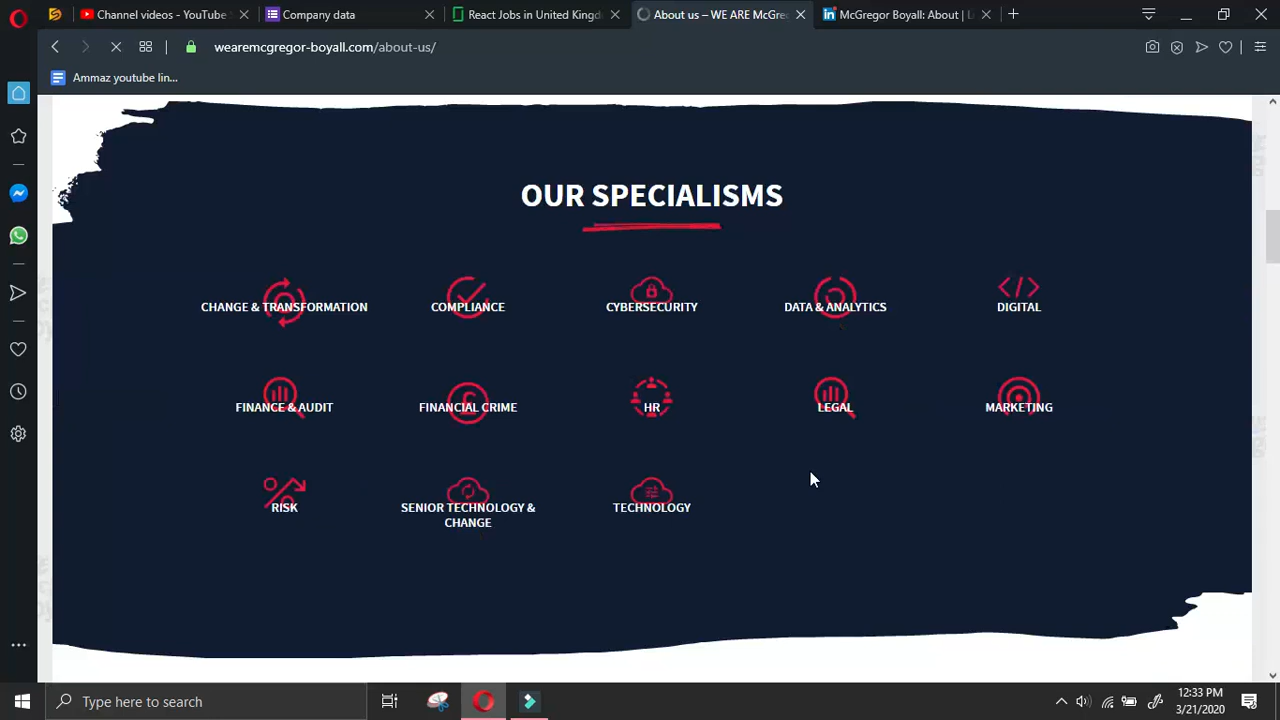 Channel videos - YouTube S
Company data
React Jobs in United Kingd
About us – WE ARE McGre
McGregor Boyall: About | Li
wearemcgregor-boyall.com/about-us/
Ammaz youtube lin...
OUR SPECIALISMS
CHANGE & TRANSFORMATION
COMPLIANCE
CYBERSECURITY
DATA & ANALYTICS
DIGITAL
FINANCE & AUDIT
FINANCIAL CRIME
HR
LEGAL
MARKETING
RISK
SENIOR TECHNOLOGY &
CHANGE
TECHNOLOGY
Type here to search
12:33 PM
3/21/2020